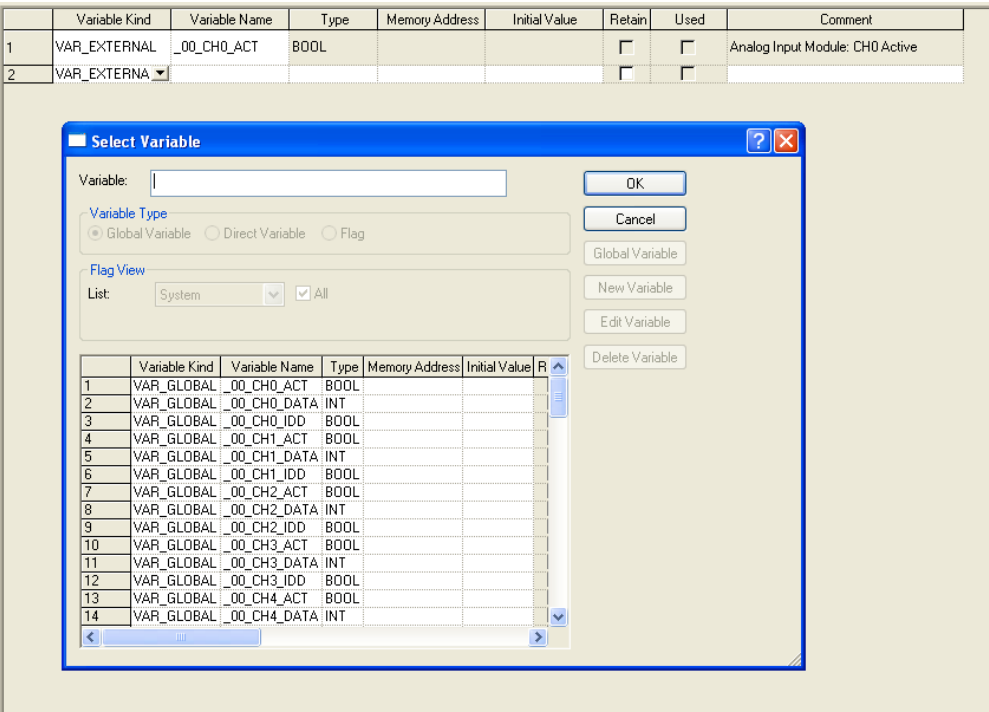 Variable Kind Variable Name Type Memory Address Initial Value Retain Used Comment
1 VAR_EXTERNAL _00_CH0_ACT BOOL Analog Input Module: CH0 Active
2 VAR_EXTERNA
Select Variable
Variable: OK
Variable Type Cancel
Global Variable Direct Variable Flag
Global Variable
Flag View
List: System All New Variable
Edit Variable
Delete Variable
Variable Kind Variable Name Type Memory Address Initial Value R
1 VAR_GLOBAL _00_CH0_ACT BOOL
2 VAR_GLOBAL _00_CH0_DATA INT
3 VAR_GLOBAL _00_CH0_IDD BOOL
4 VAR_GLOBAL _00_CH1_ACT BOOL
5 VAR_GLOBAL _00_CH1_DATA INT
6 VAR_GLOBAL _00_CH1_IDD BOOL
7 VAR_GLOBAL _00_CH2_ACT BOOL
8 VAR_GLOBAL _00_CH2_DATA INT
9 VAR_GLOBAL _00_CH2_IDD BOOL
10 VAR_GLOBAL _00_CH3_ACT BOOL
11 VAR_GLOBAL _00_CH3_DATA INT
12 VAR_GLOBAL _00_CH3_IDD BOOL
13 VAR_GLOBAL _00_CH4_ACT BOOL
14 VAR_GLOBAL _00_CH4_DATA INT